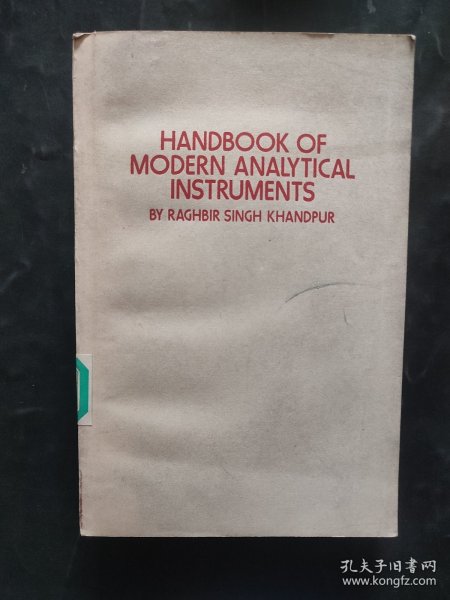 HANDBOOK OF
MODERN ANALYTICAL
INSTRUMENTS
BY RAGHBIR SINGH KHANDPUR
孔夫子旧书网
www.kongfz.com